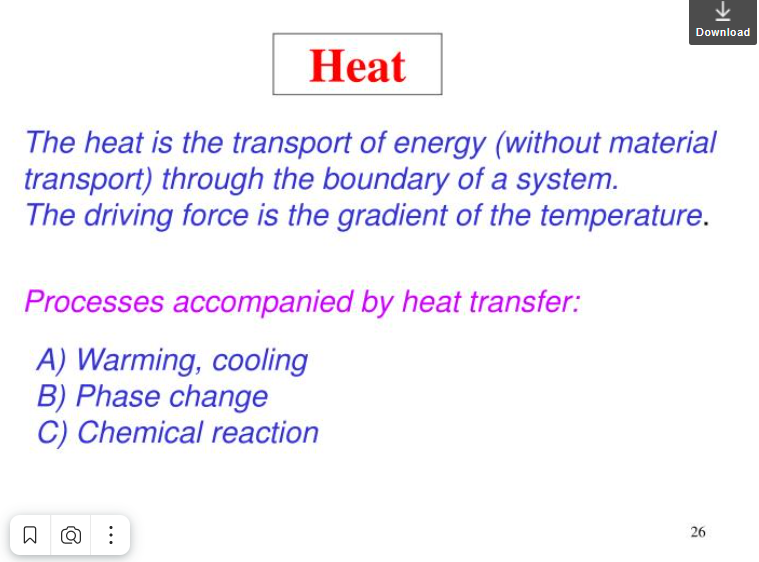 Download
Heat
The heat is the transport of energy (without material
transport) through the boundary of a system.
The driving force is the gradient of the temperature.
Processes accompanied by heat transfer:
A) Warming, cooling
B) Phase change
C) Chemical reaction
26